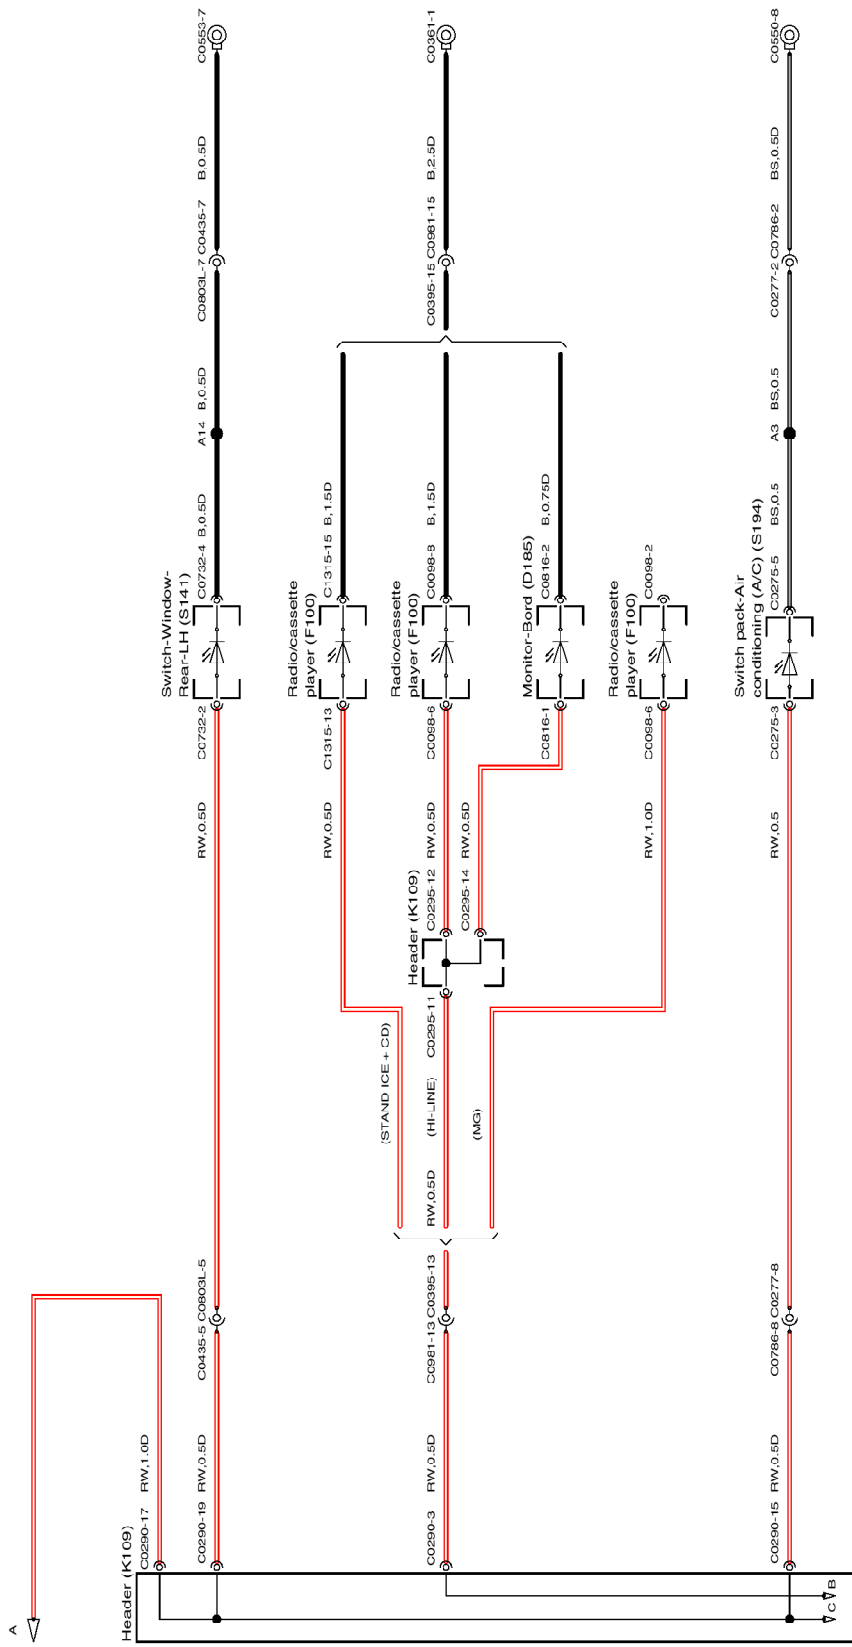 A
Header (K109)
C0290-17 RW,1.0D
C0290-19 RW,0.5D C0435-5 C0803L-5
RW,0.5D C0732-2
Switch-Window-
Rear-LH (S141)
C0732-4 B,0.5D A14 B,0.5D C0803L-7 C0435-7 B,0.5D C0553-7
Radio/cassette
player (F100)
RW,0.5D C1315-13
C1315-15 B,1.5D
(STAND ICE + CD)
C0290-3 RW,0.5D C0981-13 C0395-13
RW,0.5D (HI-LINE) C0295-11
Header (K109)
C0295-12 RW,0.5D C0098-6
Radio/cassette
player (F100)
C0098-8 B,1.5D
C0395-15 C0981-15 B,2.5D C0361-1
C0295-14 RW,0.5D
(MG)
C0816-1
Monitor-Bord (D185)
C0816-2 B,0.75D
Radio/cassette
player (F100)
RW,1.0D C0098-6
C0098-2
Switch pack-Air
conditioning (A/C) (S194)
C0290-15 RW,0.5D C0786-8 C0277-8
RW,0.5 C0275-3
C0275-5 BS,0.5 A3 BS,0.5 C0277-2 C0786-2 BS,0.5D C0550-8
C B